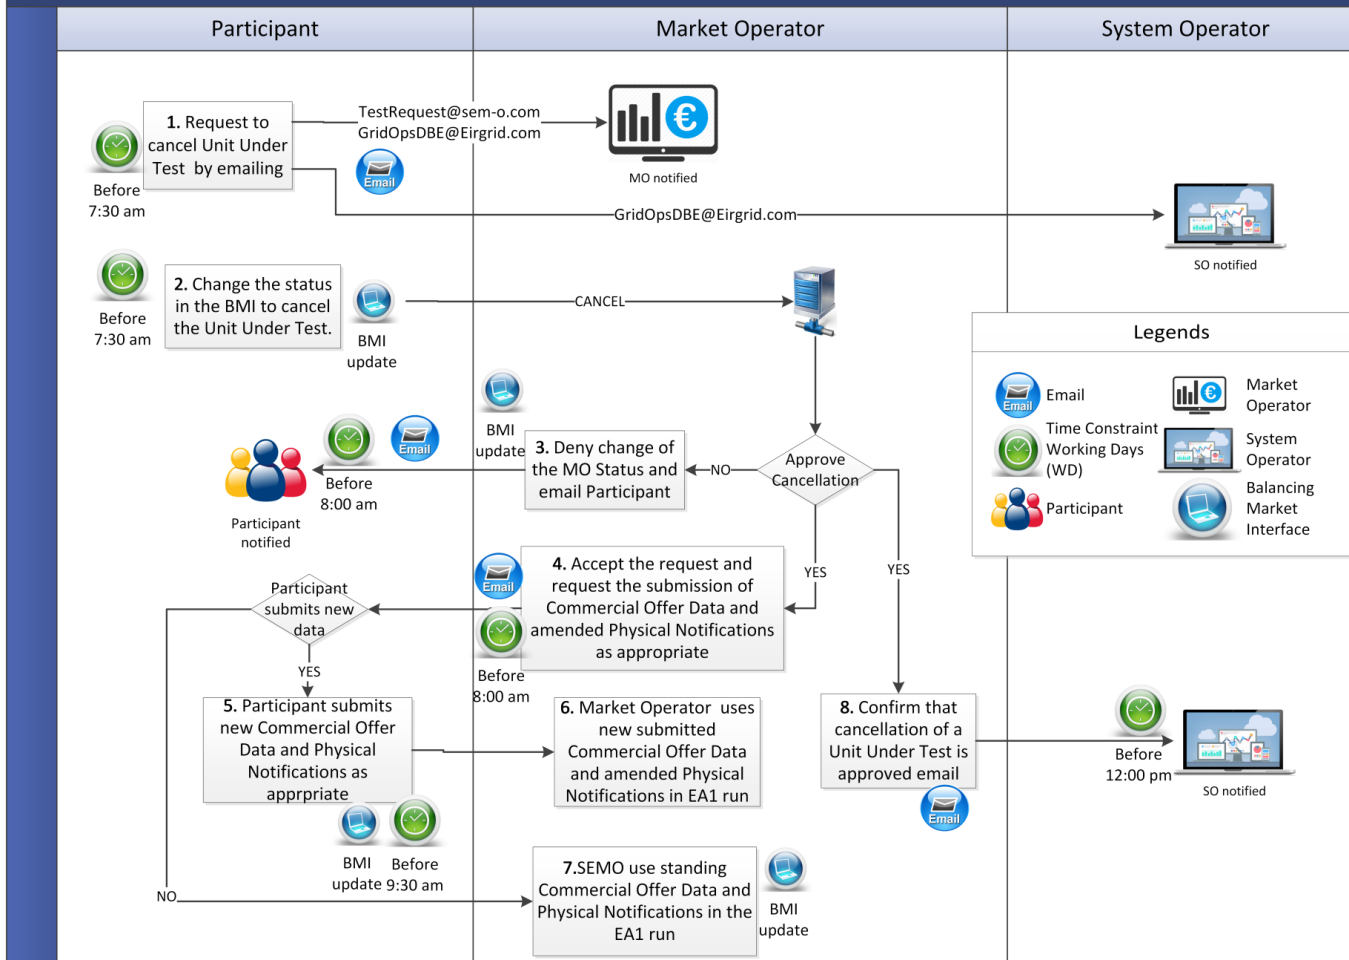 Participant
Market Operator
System Operator
1. Request to
cancel Unit Under
Test by emailing
Before
7:30 am
TestRequest@sem-o.com
GridOpsDBE@Eirgrid.com
Email
MO notified
GridOpsDBE@Eirgrid.com
SO notified
2. Change the status
in the BMI to cancel
the Unit Under Test.
Before
7:30 am
BMI
update
CANCEL
Legends
Email
Email
Market
Operator
Time Constraint
Working Days
(WD)
System
Operator
Participant
Balancing
Market
Interface
BMI
update
3. Deny change of
the MO Status and
email Participant
NO
Approve
Cancellation
Email
Before
8:00 am
Participant
notified
YES
YES
4. Accept the request and
request the submission of
Commercial Offer Data and
amended Physical Notifications
as appropriate
Email
Before
8:00 am
Participant
submits new
data
YES
5. Participant submits
new Commercial Offer
Data and Physical
Notifications as
apprpriate
BMI
update
Before
9:30 am
6. Market Operator uses
new submitted
Commercial Offer Data
and amended Physical
Notifications in EA1 run
8. Confirm that
cancellation of a
Unit Under Test is
approved email
Email
Before
12:00 pm
SO notified
NO
7.SEMO use standing
Commercial Offer Data and
Physical Notifications in the
EA1 run
BMI
update